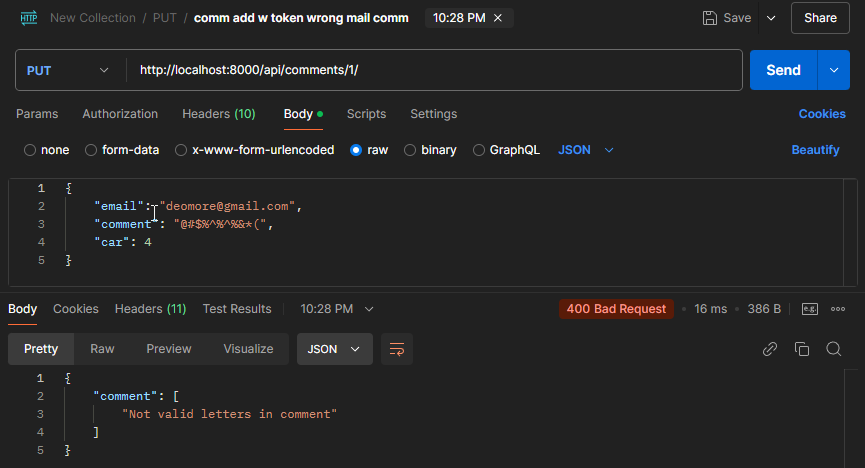 HTTP New Collection / PUT / comm add w token wrong mail comm 10:28 PM Save Share
PUT http://localhost:8000/api/comments/1/ Send
Params Authorization Headers (10) Body Scripts Settings Cookies
none form-data x-www-form-urlencoded raw binary GraphQL JSON Beautify
1 {
2 "email": "deomore@gmail.com",
3 "comment": "@#$%^%^%&*(",
4 "car": 4
5 }
Body Cookies Headers (11) Test Results 10:28 PM 400 Bad Request 16 ms 386 B e.g.
Pretty Raw Preview Visualize JSON
1 {
2 "comment": [
3 "Not valid letters in comment"
4 ]
5 }